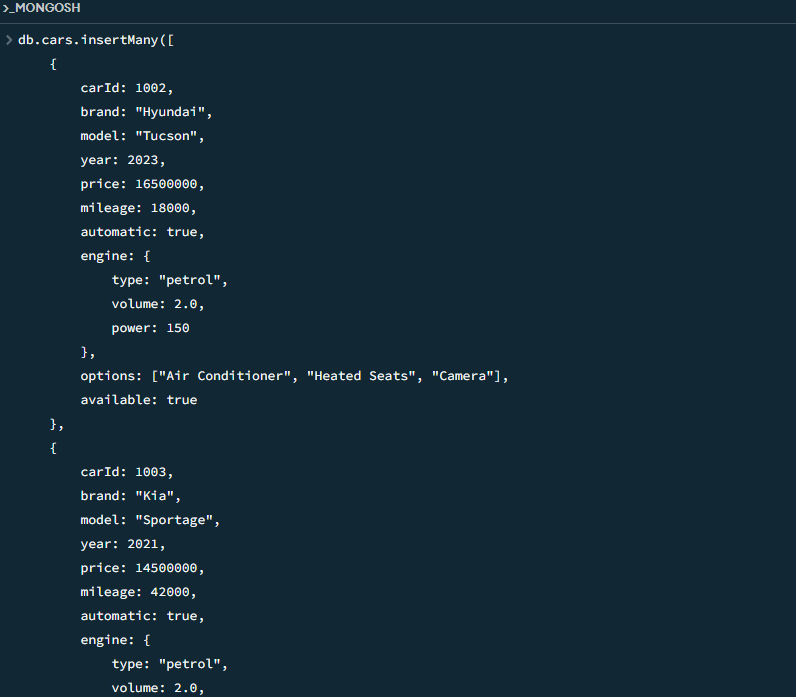 >_MONGOSH
> db.cars.insertMany([
{
carId: 1002,
brand: "Hyundai",
model: "Tucson",
year: 2023,
price: 16500000,
mileage: 18000,
automatic: true,
engine: {
type: "petrol",
volume: 2.0,
power: 150
},
options: ["Air Conditioner", "Heated Seats", "Camera"],
available: true
},
{
carId: 1003,
brand: "Kia",
model: "Sportage",
year: 2021,
price: 14500000,
mileage: 42000,
automatic: true,
engine: {
type: "petrol",
volume: 2.0,